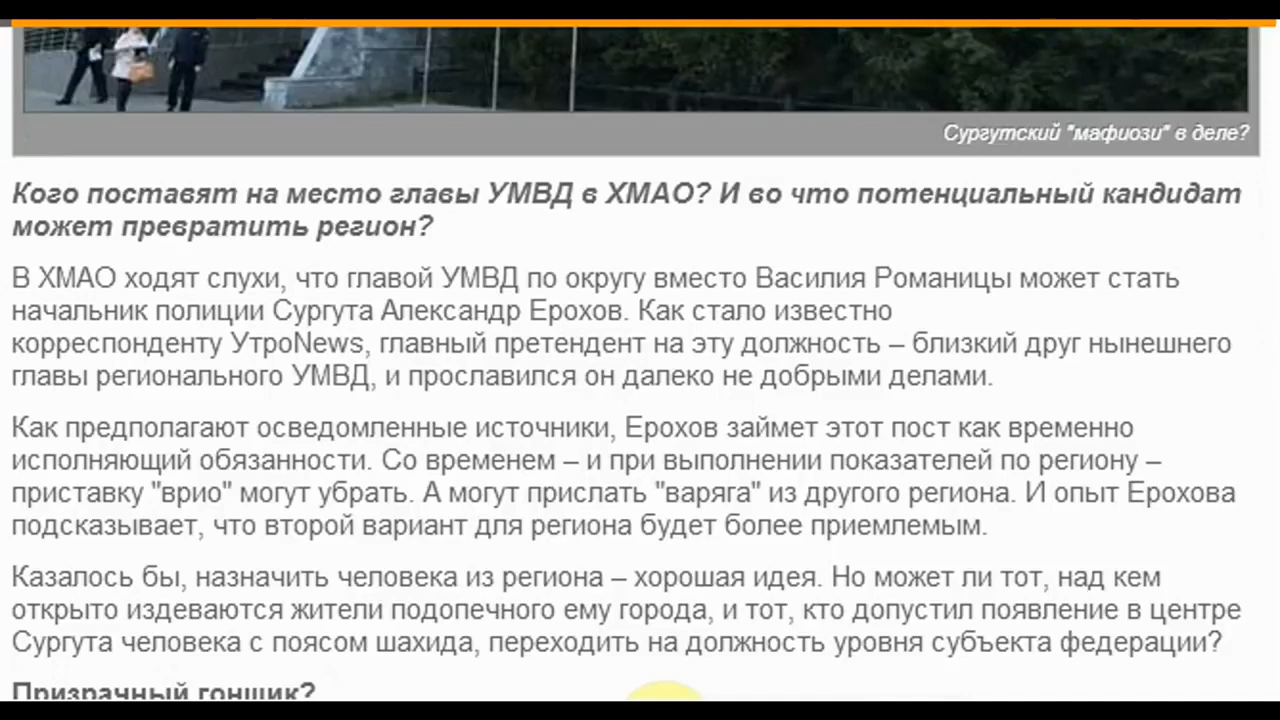 Сургутский "мафиози" в деле?
Кого поставят на место главы УМВД в ХМАО? И во что потенциальный кандидат
может превратить регион?
В ХМАО ходят слухи, что главой УМВД по округу вместо Василия Романицы может стать
начальник полиции Сургута Александр Ерохов. Как стало известно
корреспонденту УтроNews, главный претендент на эту должность – близкий друг нынешнего
главы регионального УМВД, и прославился он далеко не добрыми делами.
Как предполагают осведомленные источники, Ерохов займет этот пост как временно
исполняющий обязанности. Со временем – и при выполнении показателей по региону –
приставку "врио" могут убрать. А могут прислать "варяга" из другого региона. И опыт Ерохова
подсказывает, что второй вариант для региона будет более приемлемым.
Казалось бы, назначить человека из региона – хорошая идея. Но может ли тот, над кем
открыто издеваются жители подопечного ему города, и тот, кто допустил появление в центре
Сургута человека с поясом шахида, переходить на должность уровня субъекта федерации?
Призрачный гонщик?